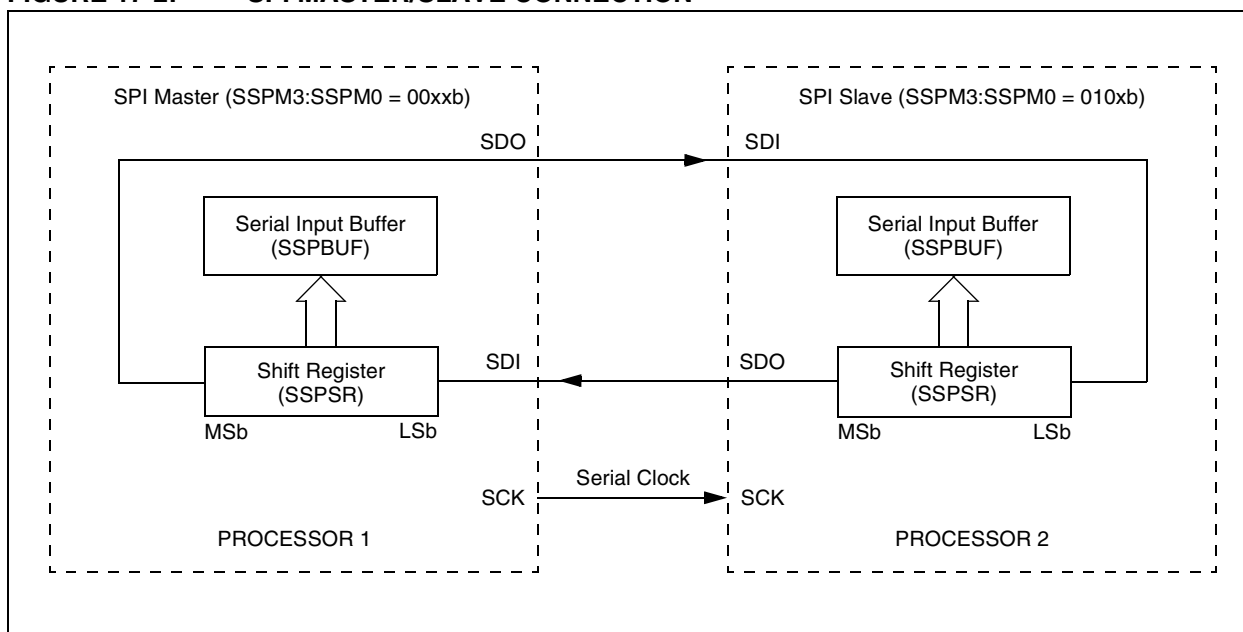 SPI Master (SSPM3:SSPM0 = 00xxb)
SDO
Serial Input Buffer
(SSPBUF)
Shift Register
(SSPSR)
MSb
LSb
SDI
SCK
PROCESSOR 1
Serial Clock
SPI Slave (SSPM3:SSPM0 = 010xb)
SDI
Serial Input Buffer
(SSPBUF)
SDO
Shift Register
(SSPSR)
MSb
LSb
SCK
PROCESSOR 2